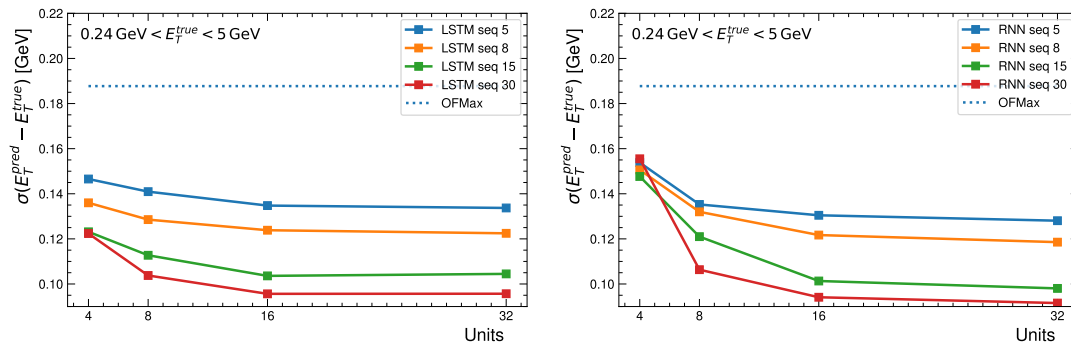 0.24 GeV < E_T^true < 5 GeV
LSTM seq 5
LSTM seq 8
LSTM seq 15
LSTM seq 30
OFMax
σ(E_T^pred − E_T^true) [GeV]
0.22
0.20
0.18
0.16
0.14
0.12
0.10
4 8 16 32
Units
0.24 GeV < E_T^true < 5 GeV
RNN seq 5
RNN seq 8
RNN seq 15
RNN seq 30
OFMax
σ(E_T^pred − E_T^true) [GeV]
0.22
0.20
0.18
0.16
0.14
0.12
0.10
4 8 16 32
Units